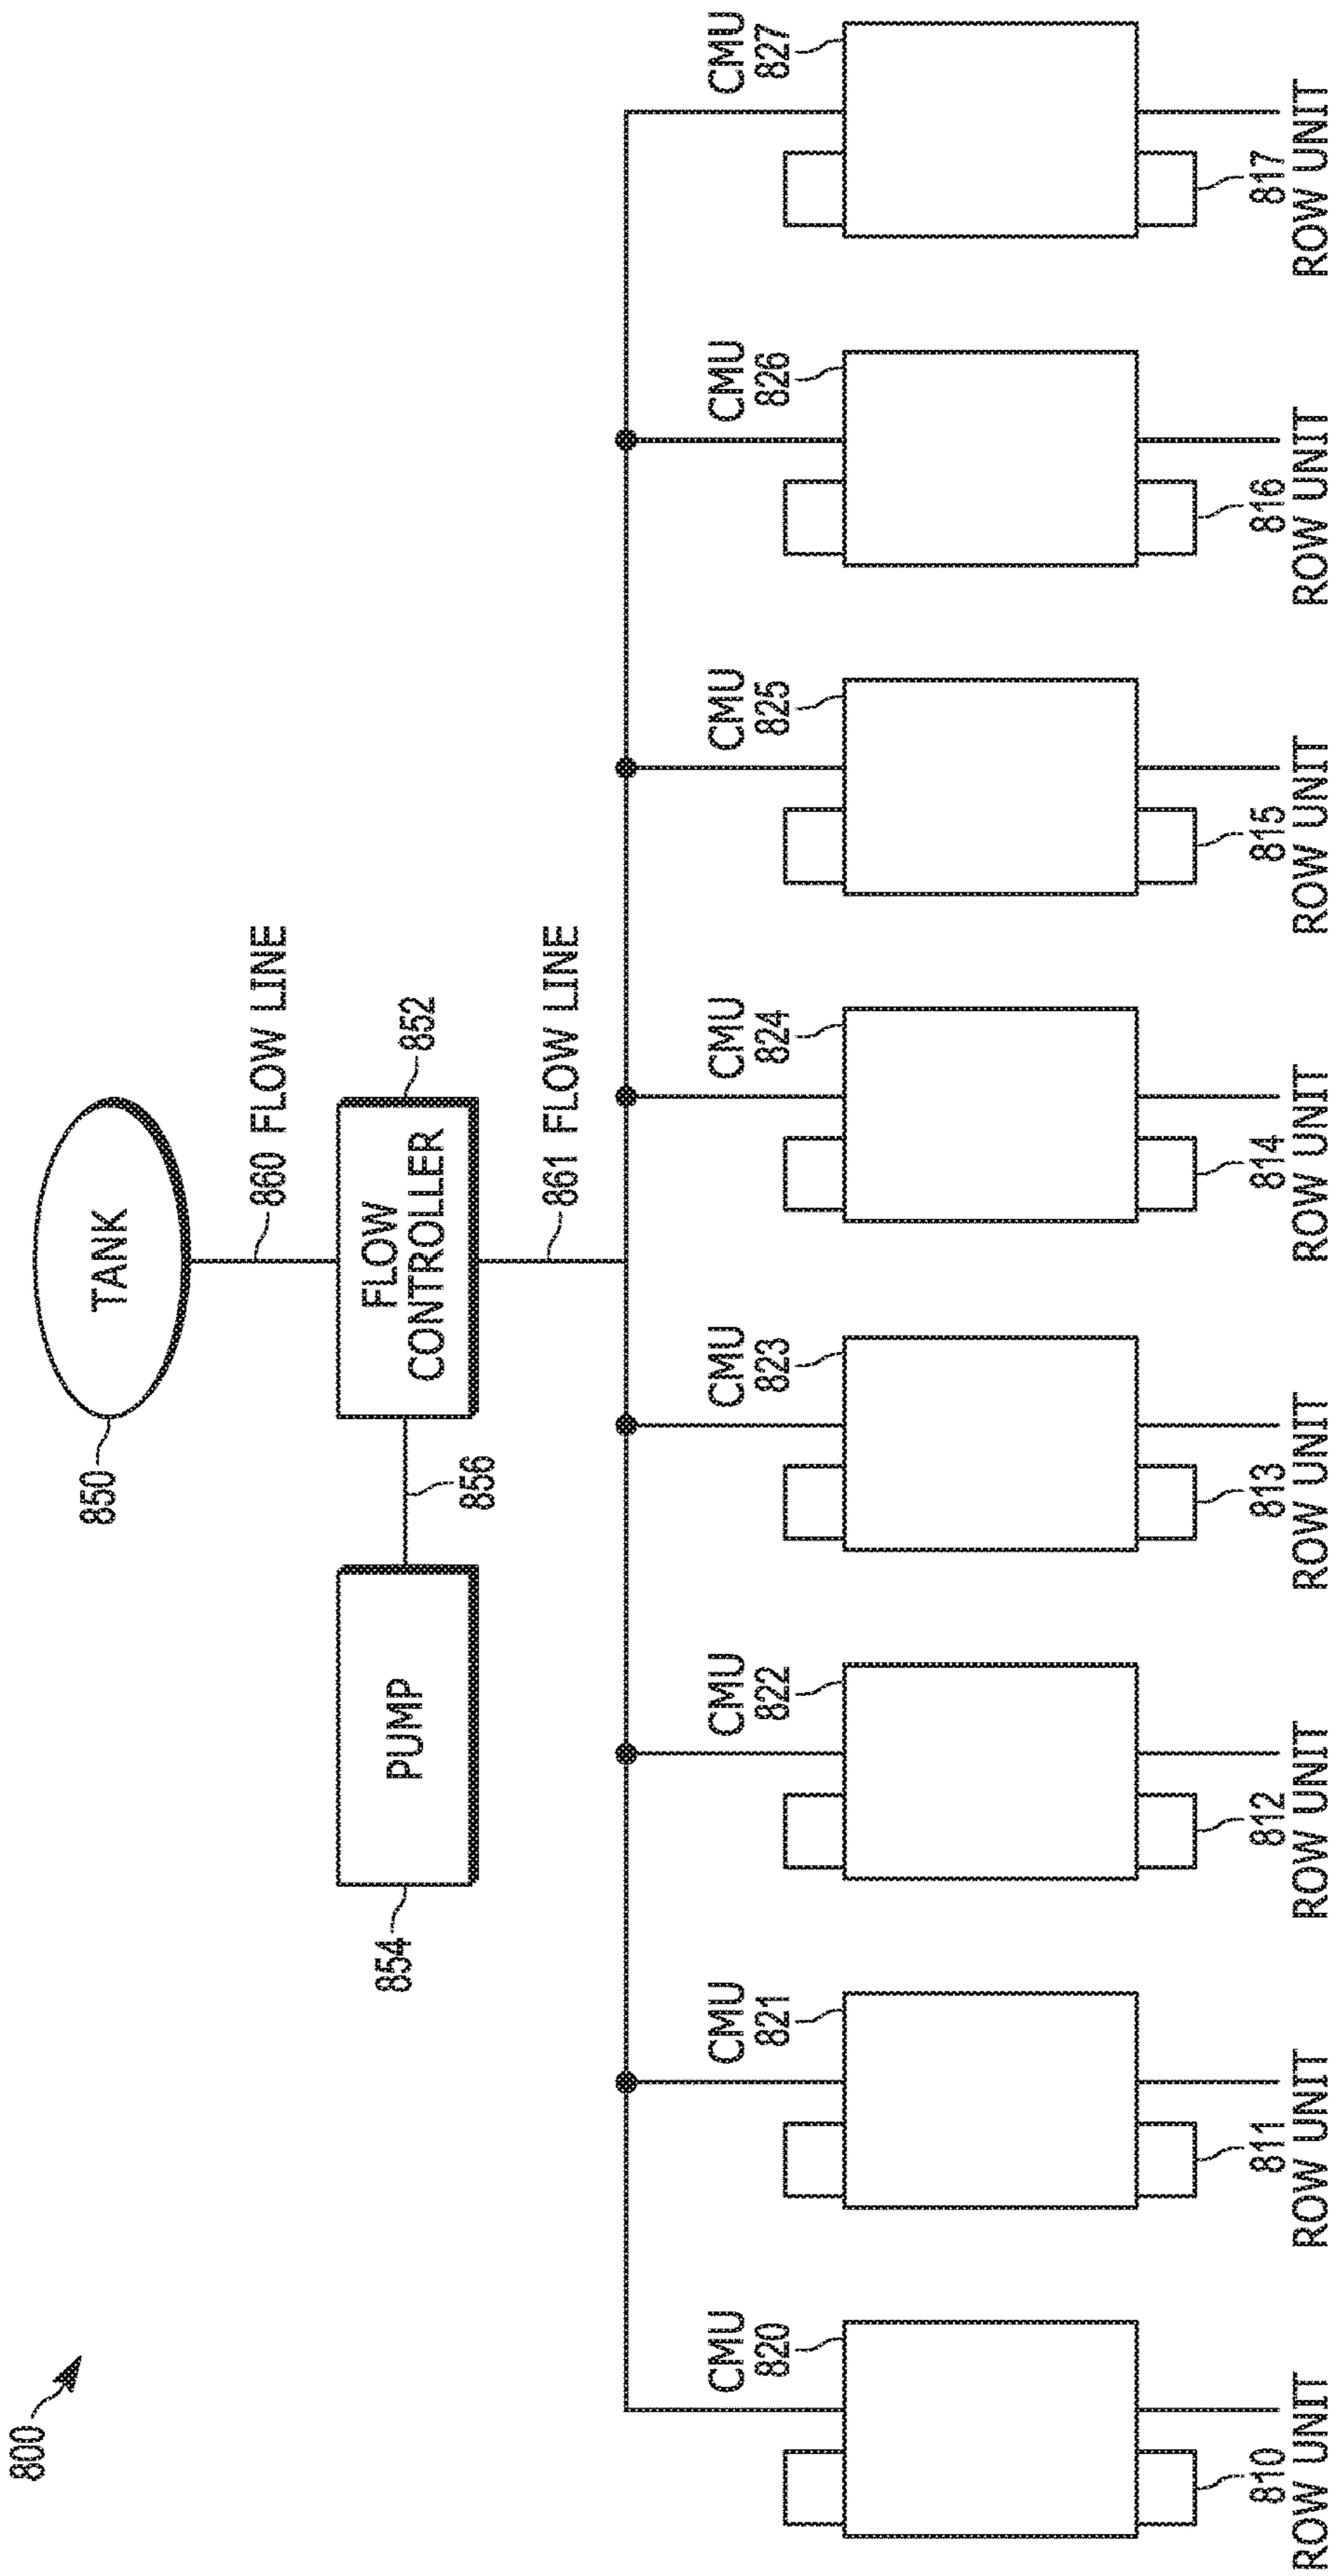 800
TANK
850
860 FLOW LINE
PUMP
854
856
FLOW
CONTROLLER
852
861 FLOW LINE
CMU
820
CMU
821
CMU
822
CMU
823
CMU
824
CMU
825
CMU
826
CMU
827
810
ROW UNIT
811
ROW UNIT
812
ROW UNIT
813
ROW UNIT
814
ROW UNIT
815
ROW UNIT
816
ROW UNIT
817
ROW UNIT